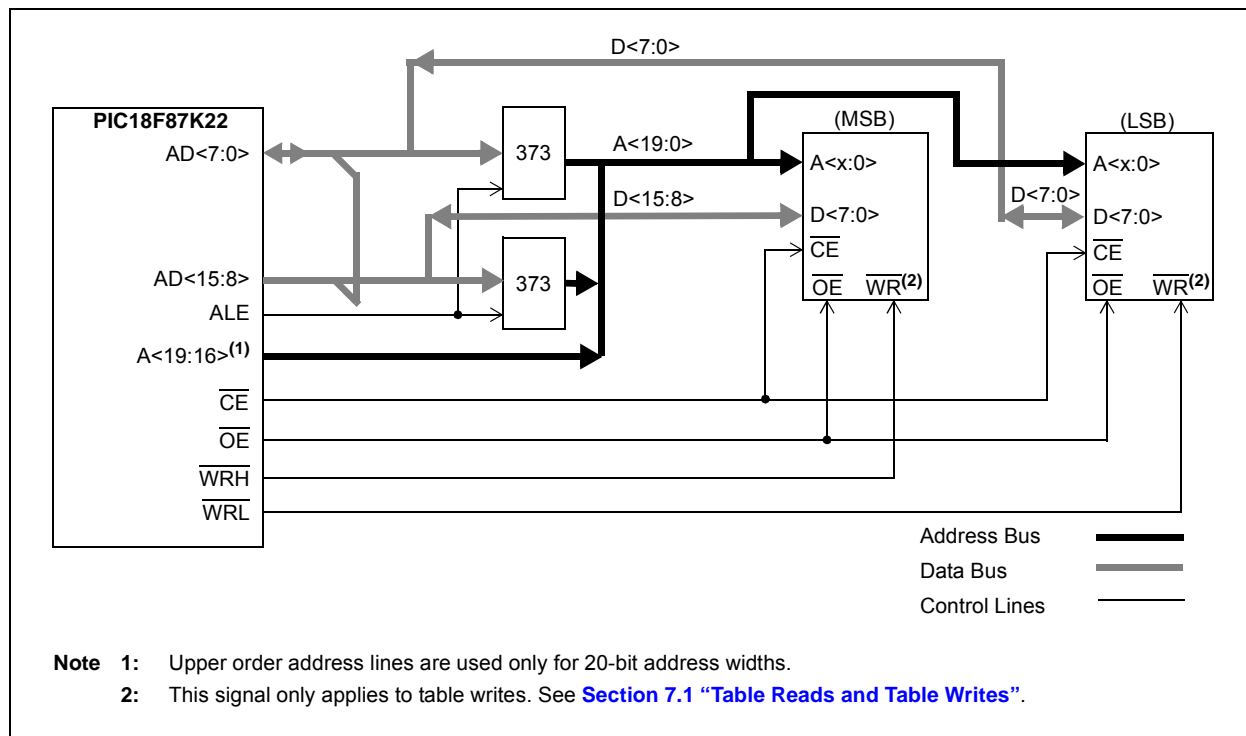 D<7:0>
PIC18F87K22
AD<7:0>
373
A<19:0>
D<15:8>
(MSB)
A<x:0>
D<7:0>
CE
OE WR(2)
(LSB)
A<x:0>
D<7:0>
D<7:0>
CE
OE WR(2)
AD<15:8>
373
ALE
A<19:16>(1)
CE
OE
WRH
WRL
Address Bus
Data Bus
Control Lines
Note 1: Upper order address lines are used only for 20-bit address widths.
2: This signal only applies to table writes. See Section 7.1 “Table Reads and Table Writes”.